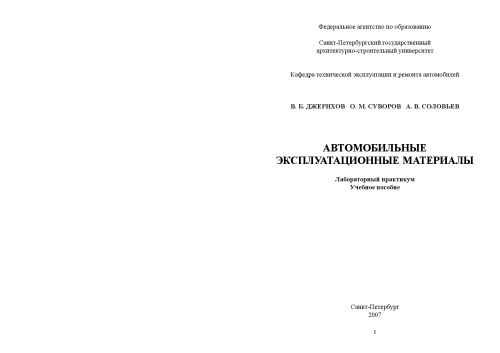 Федеральное агентство по образованию
Санкт-Петербургский государственный
архитектурно-строительный университет
Кафедра технической эксплуатации и ремонта автомобилей
В. Б. ДЖЕРИХОВ О. М. СУВОРОВ А. В. СОЛОВЬЕВ
АВТОМОБИЛЬНЫЕ
ЭКСПЛУАТАЦИОННЫЕ МАТЕРИАЛЫ
Лабораторный практикум
Учебное пособие
Санкт-Петербург
2007
1